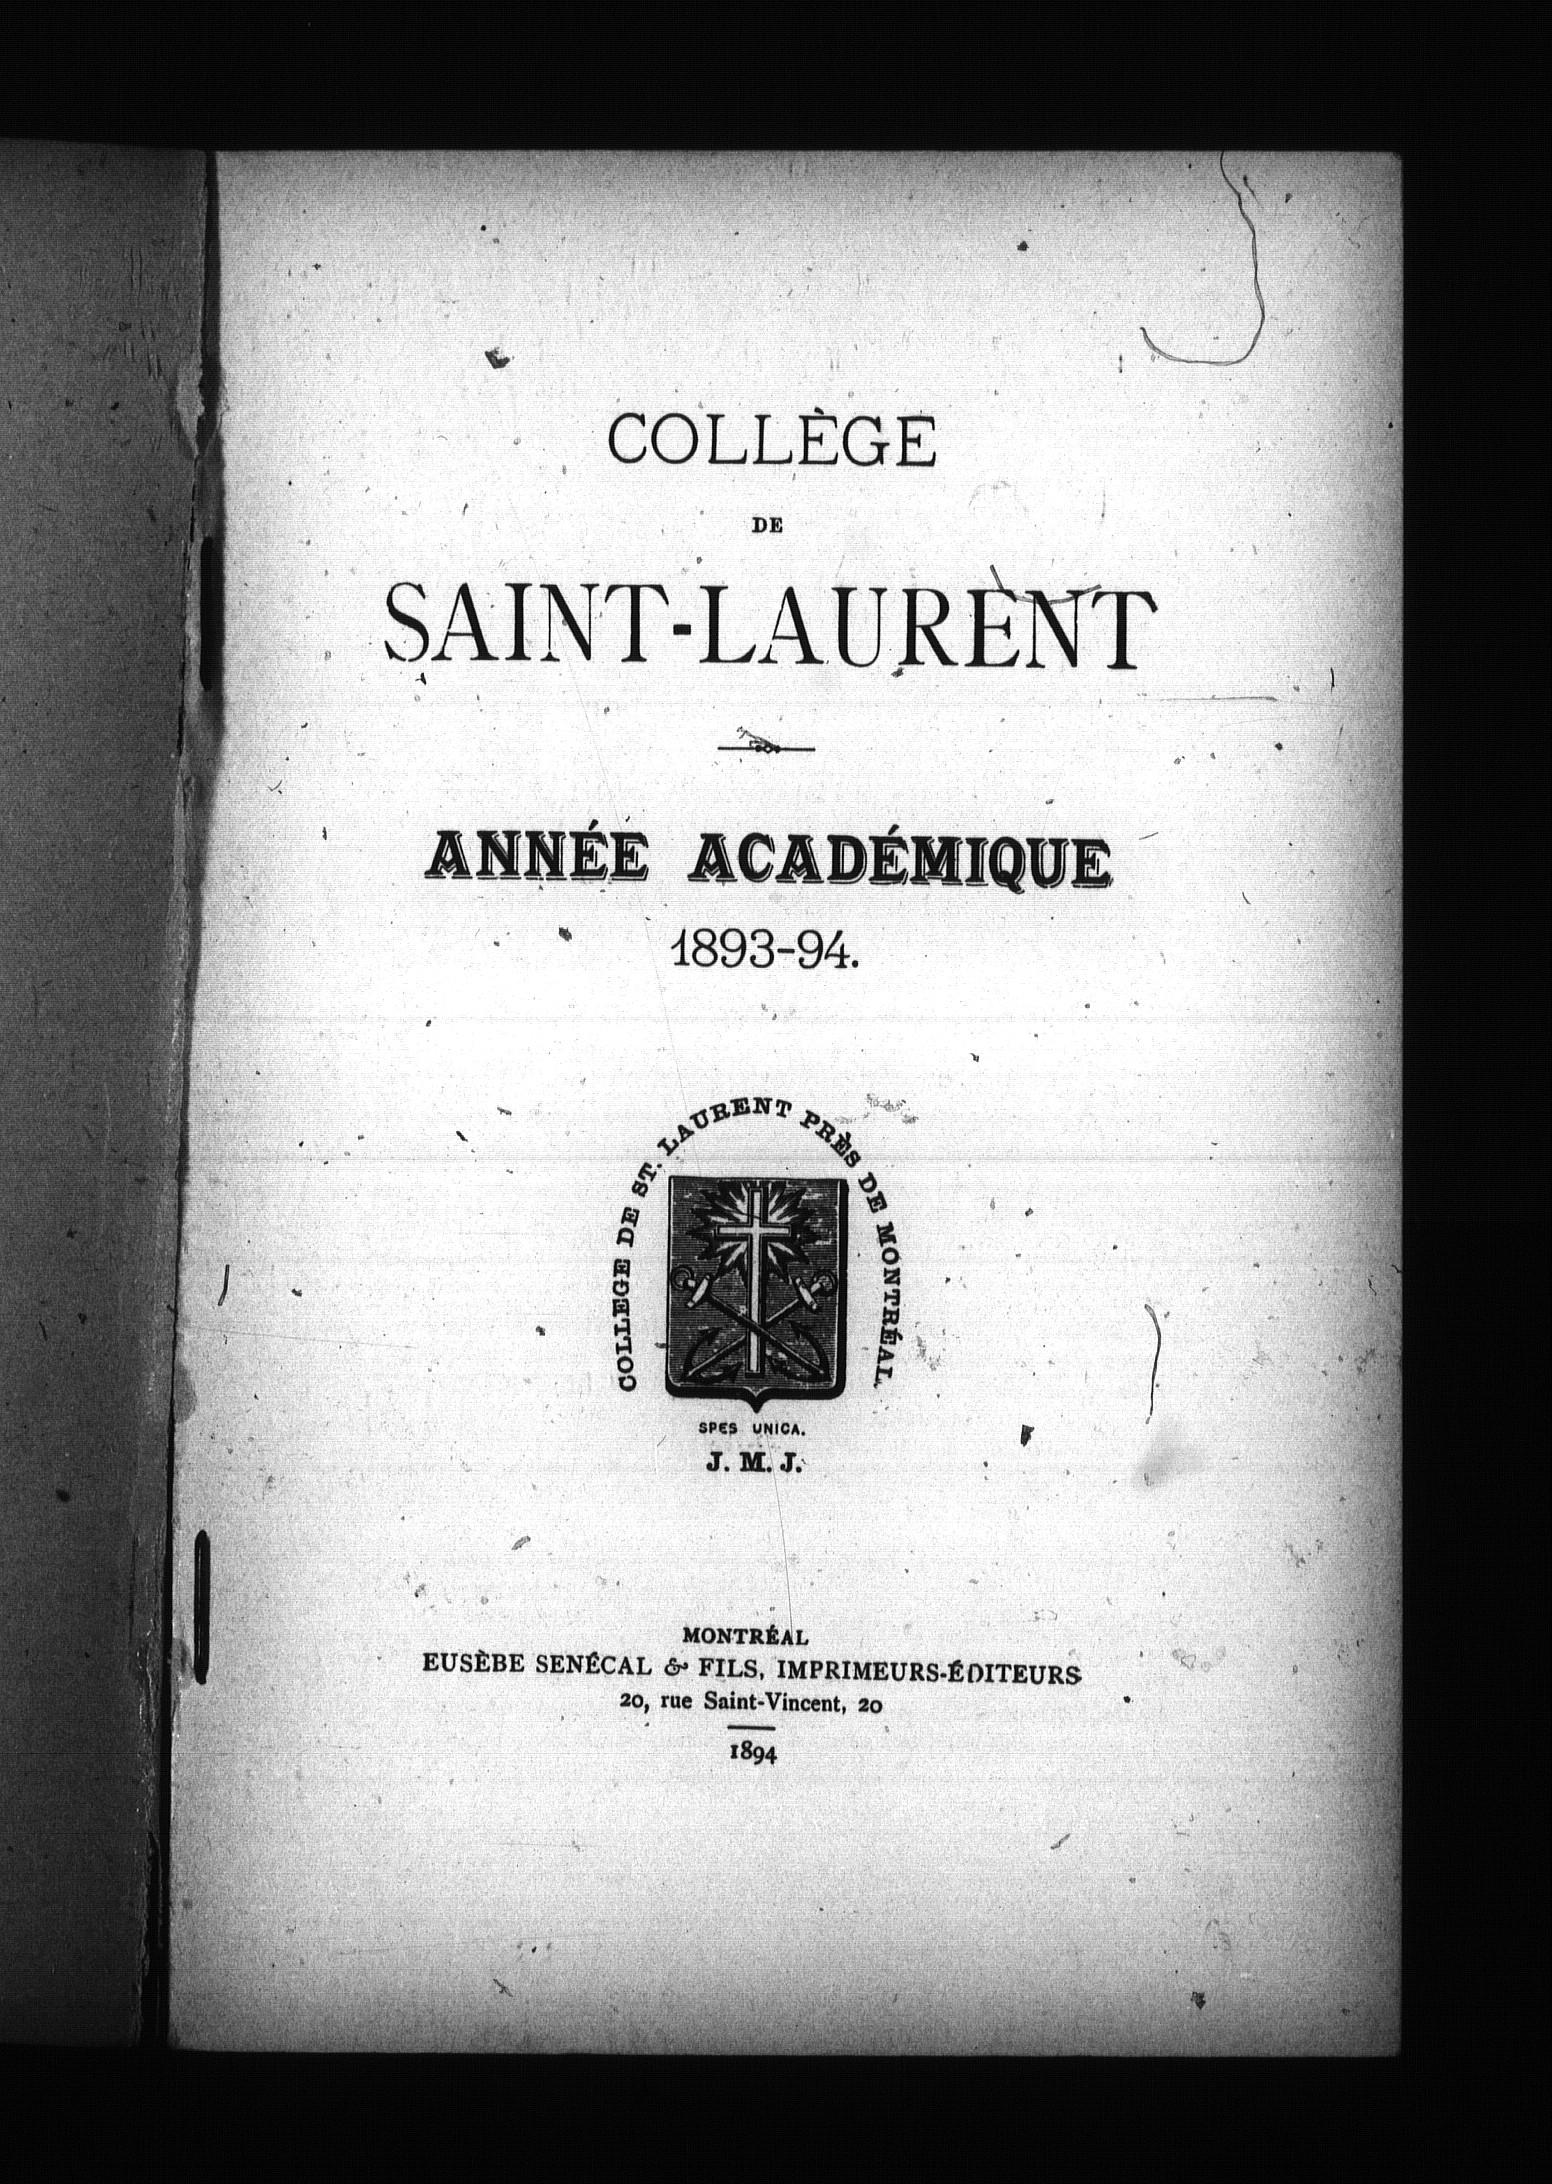 COLLÈGE
DE
SAINT-LAURENT
ANNÉE ACADÉMIQUE
1893-94.
COLLEGE DE ST. LAURENT PRÈS DE MONTRÉAL
SPES UNICA.
J. M. J.
MONTRÉAL
EUSÈBE SENÉCAL & FILS, IMPRIMEURS-ÉDITEURS
20, rue Saint-Vincent, 20
1894